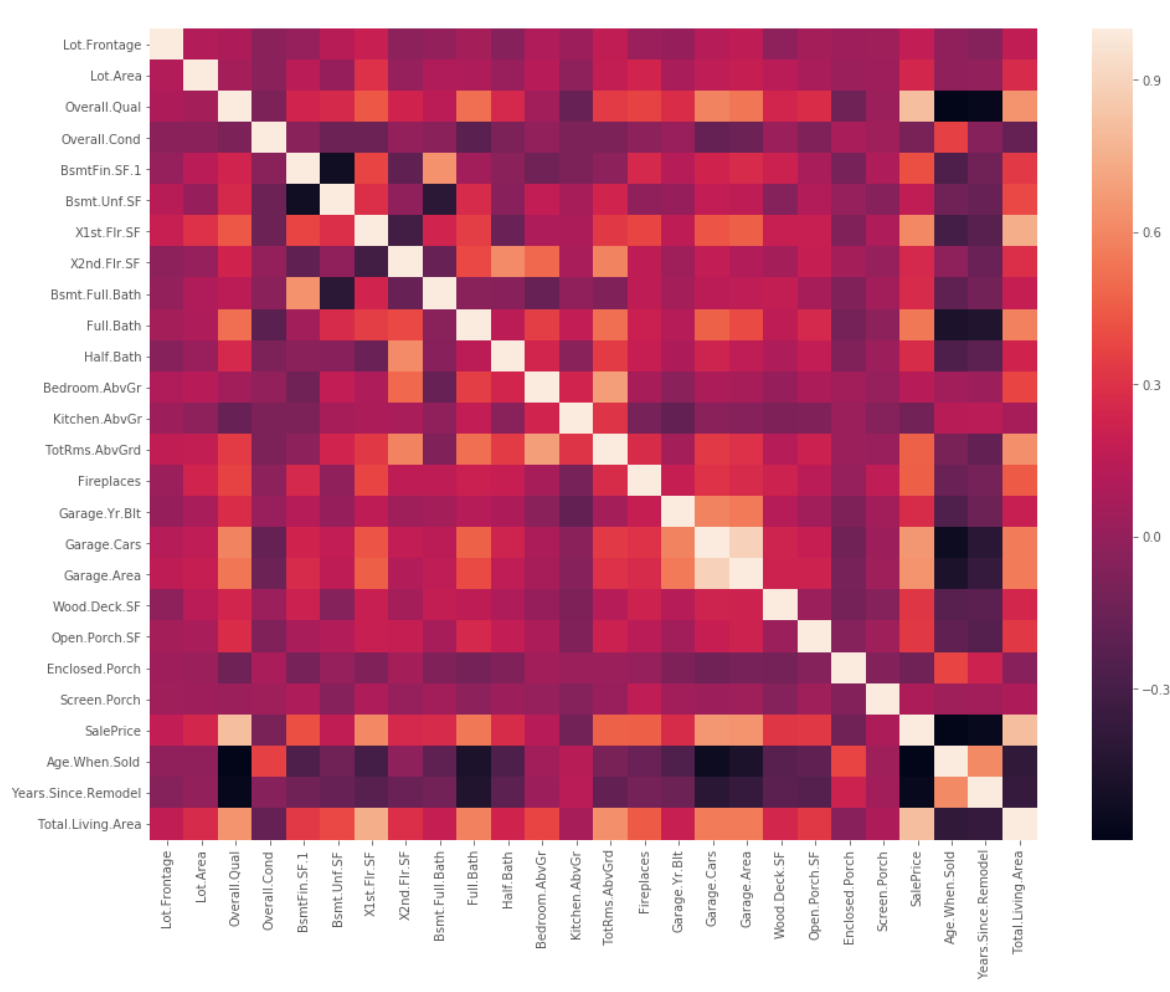 Lot.Frontage
Lot.Area
Overall.Qual
Overall.Cond
BsmtFin.SF.1
Bsmt.Unf.SF
X1st.Flr.SF
X2nd.Flr.SF
Bsmt.Full.Bath
Full.Bath
Half.Bath
Bedroom.AbvGr
Kitchen.AbvGr
TotRms.AbvGrd
Fireplaces
Garage.Yr.Blt
Garage.Cars
Garage.Area
Wood.Deck.SF
Open.Porch.SF
Enclosed.Porch
Screen.Porch
SalePrice
Age.When.Sold
Years.Since.Remodel
Total.Living.Area
Lot.Frontage
Lot.Area
Overall.Qual
Overall.Cond
BsmtFin.SF.1
Bsmt.Unf.SF
X1st.Flr.SF
X2nd.Flr.SF
Bsmt.Full.Bath
Full.Bath
Half.Bath
Bedroom.AbvGr
Kitchen.AbvGr
TotRms.AbvGrd
Fireplaces
Garage.Yr.Blt
Garage.Cars
Garage.Area
Wood.Deck.SF
Open.Porch.SF
Enclosed.Porch
Screen.Porch
SalePrice
Age.When.Sold
Years.Since.Remodel
Total.Living.Area
0.9
0.6
0.3
0.0
−0.3